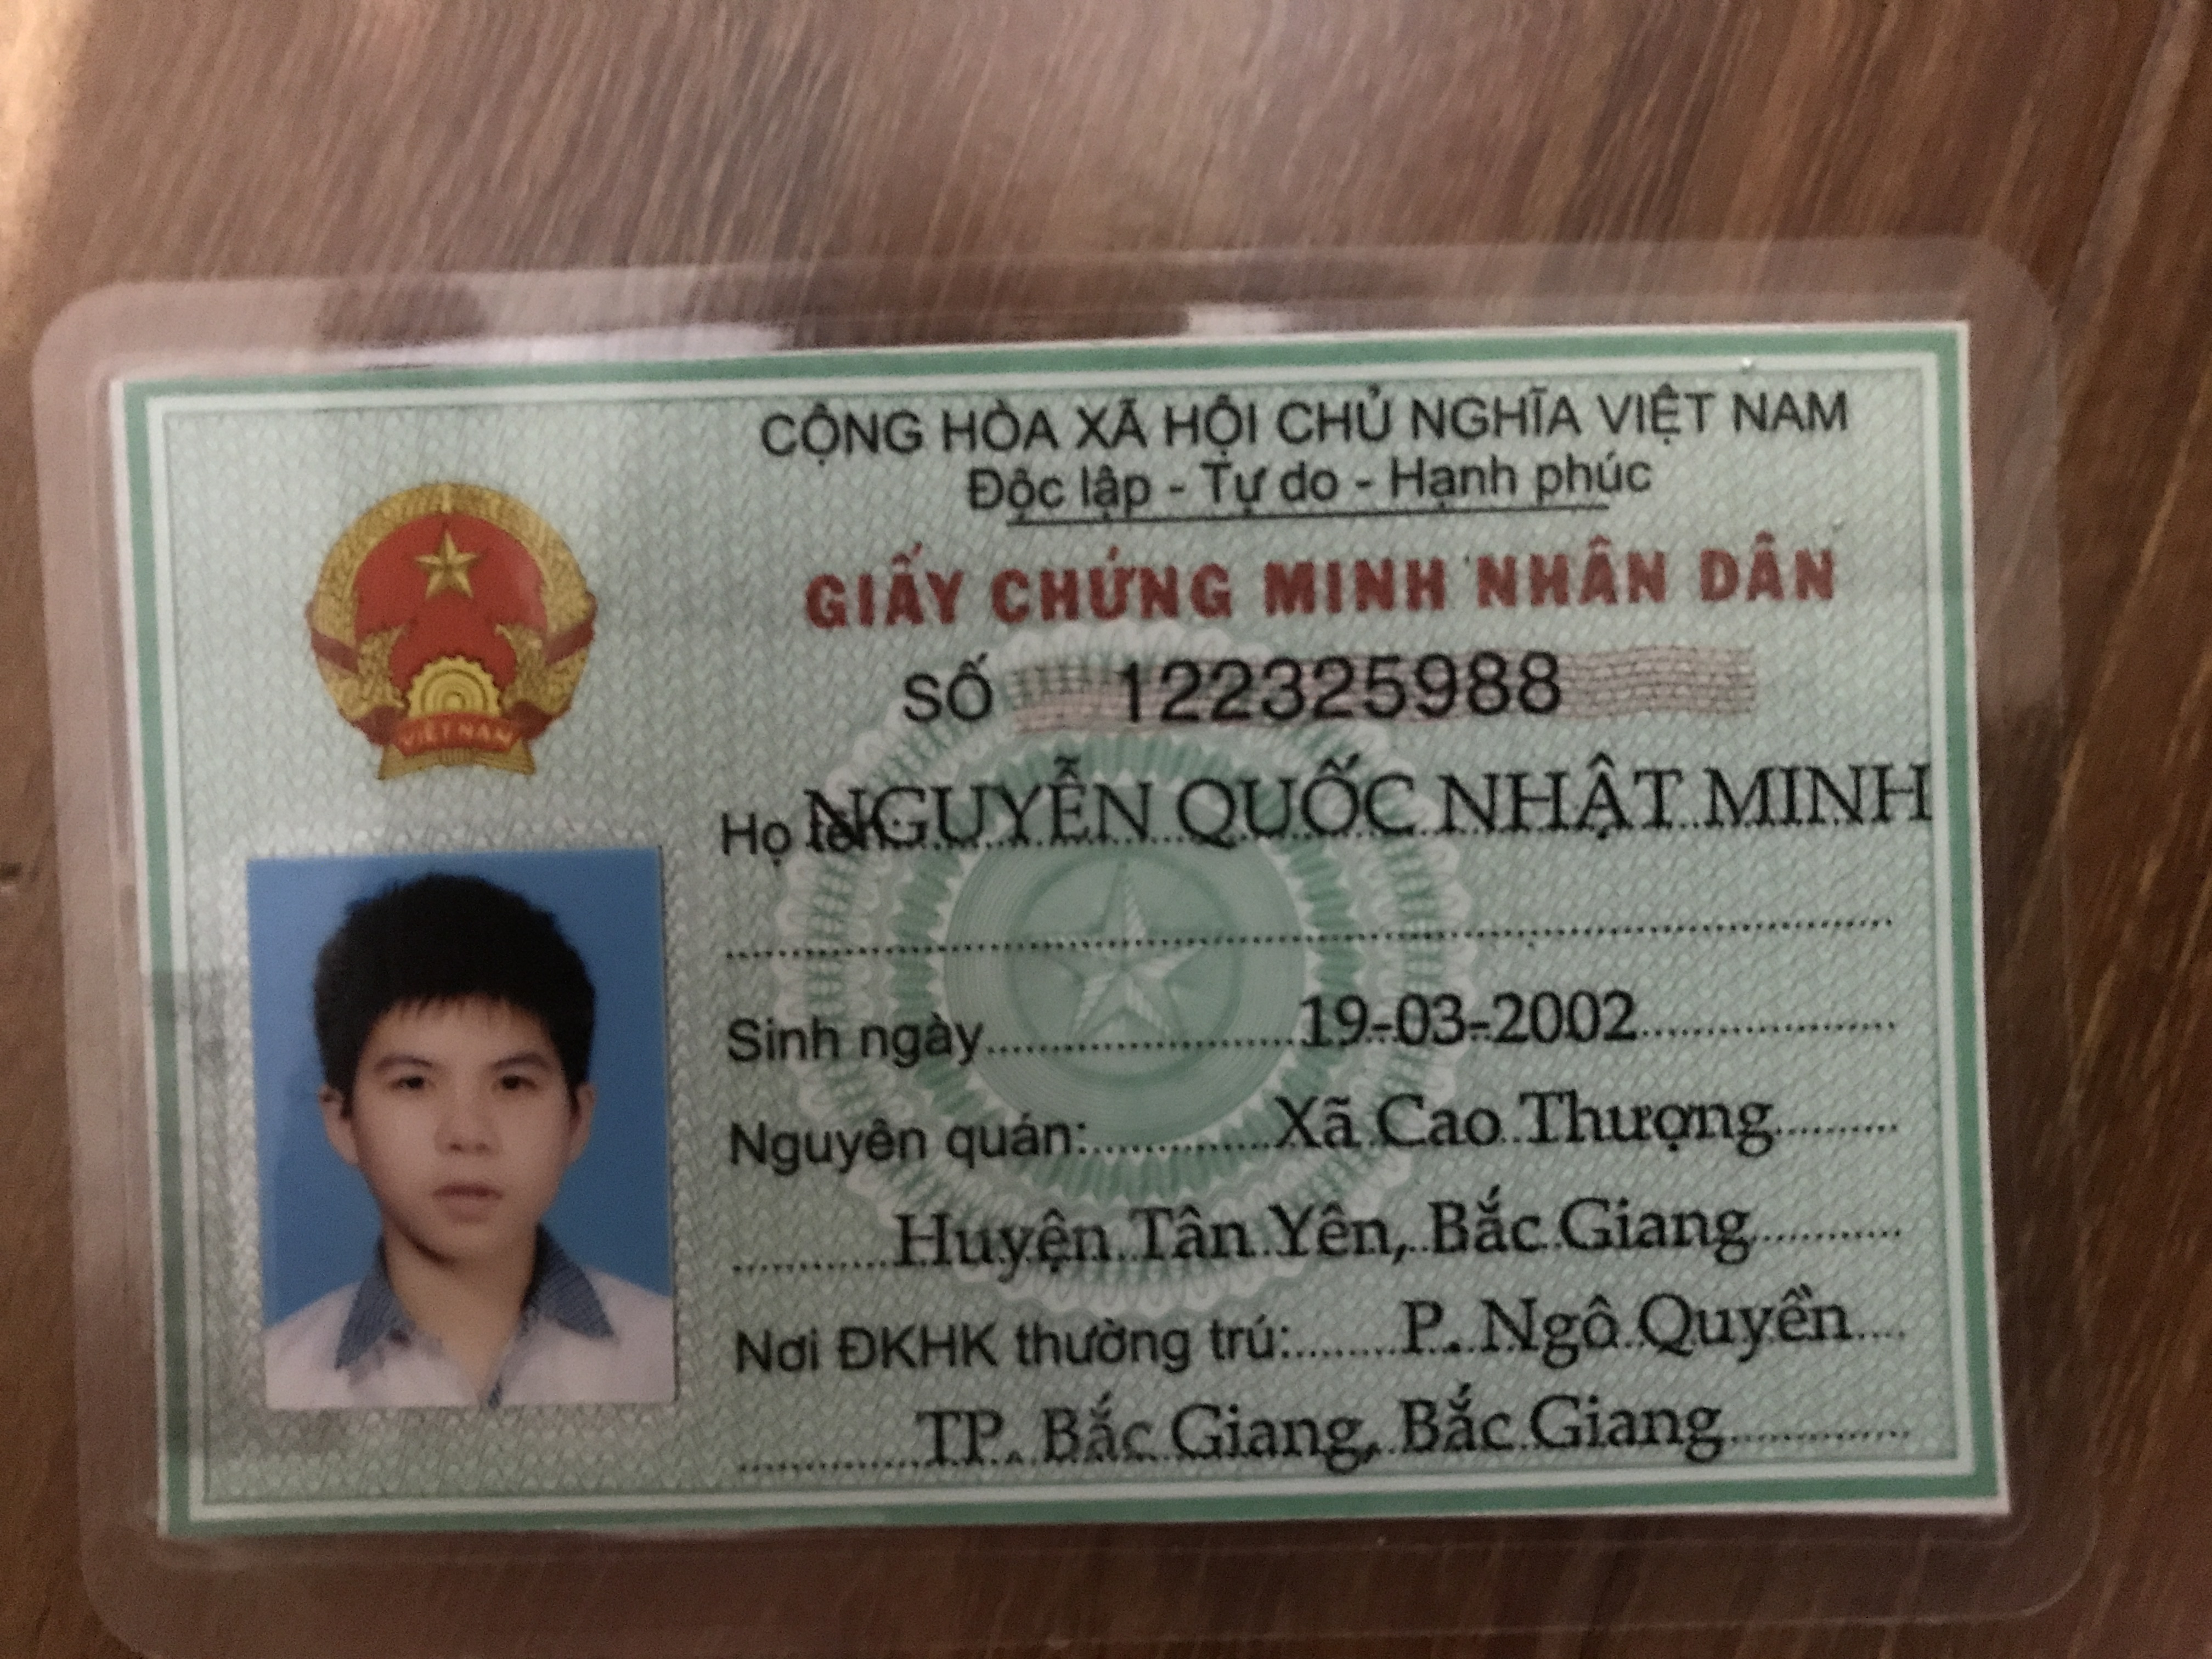 CỘNG HÒA XÃ HỘI CHỦ NGHĨA VIỆT NAM
Độc lập - Tự do - Hạnh phúc
GIẤY CHỨNG MINH NHÂN DÂN
SỐ 122325988
VIỆT NAM
Họ tên: NGUYỄN QUỐC NHẬT MINH
Sinh ngày 19-03-2002
Nguyên quán: Xã Cao Thượng
Huyện Tân Yên, Bắc Giang
Nơi ĐKHK thường trú: P. Ngô Quyền
TP. Bắc Giang, Bắc Giang